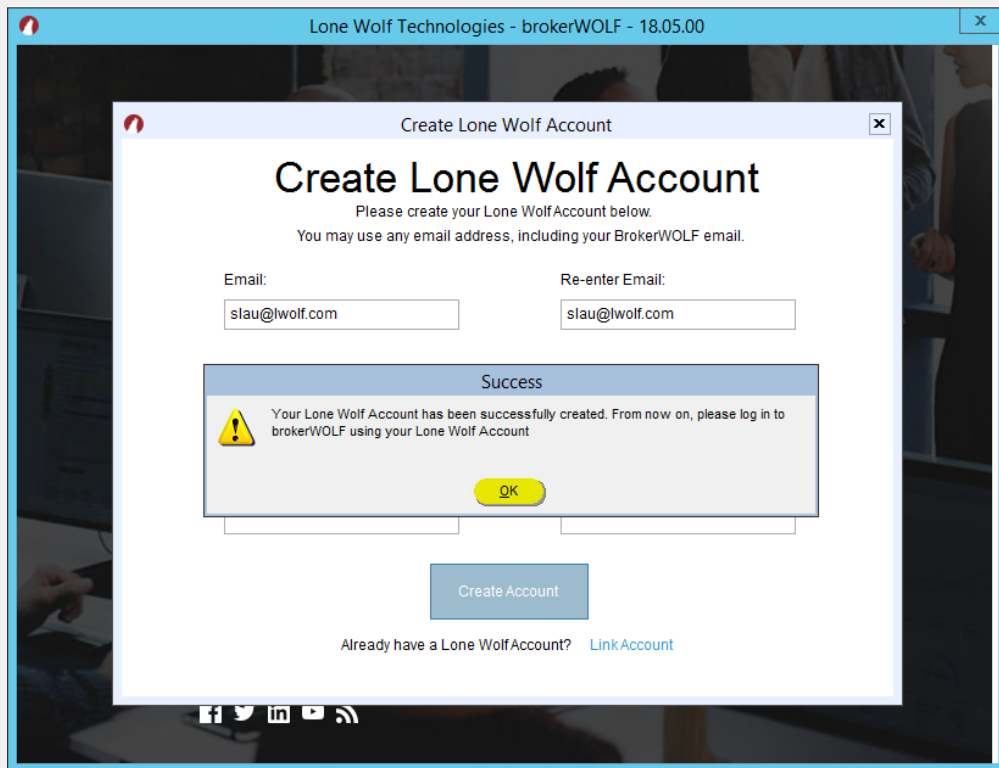 Lone Wolf Technologies - brokerWOLF - 18.05.00
x
Create Lone Wolf Account
Create Lone Wolf Account
Please create your Lone Wolf Account below.
You may use any email address, including your BrokerWOLF email.
Email:
Re-enter Email:
slau@lwolf.com
slau@lwolf.com
Success
Your Lone Wolf Account has been successfully created. From now on, please log in to
brokerWOLF using your Lone Wolf Account
OK
Create Account
Already have a Lone Wolf Account? Link Account